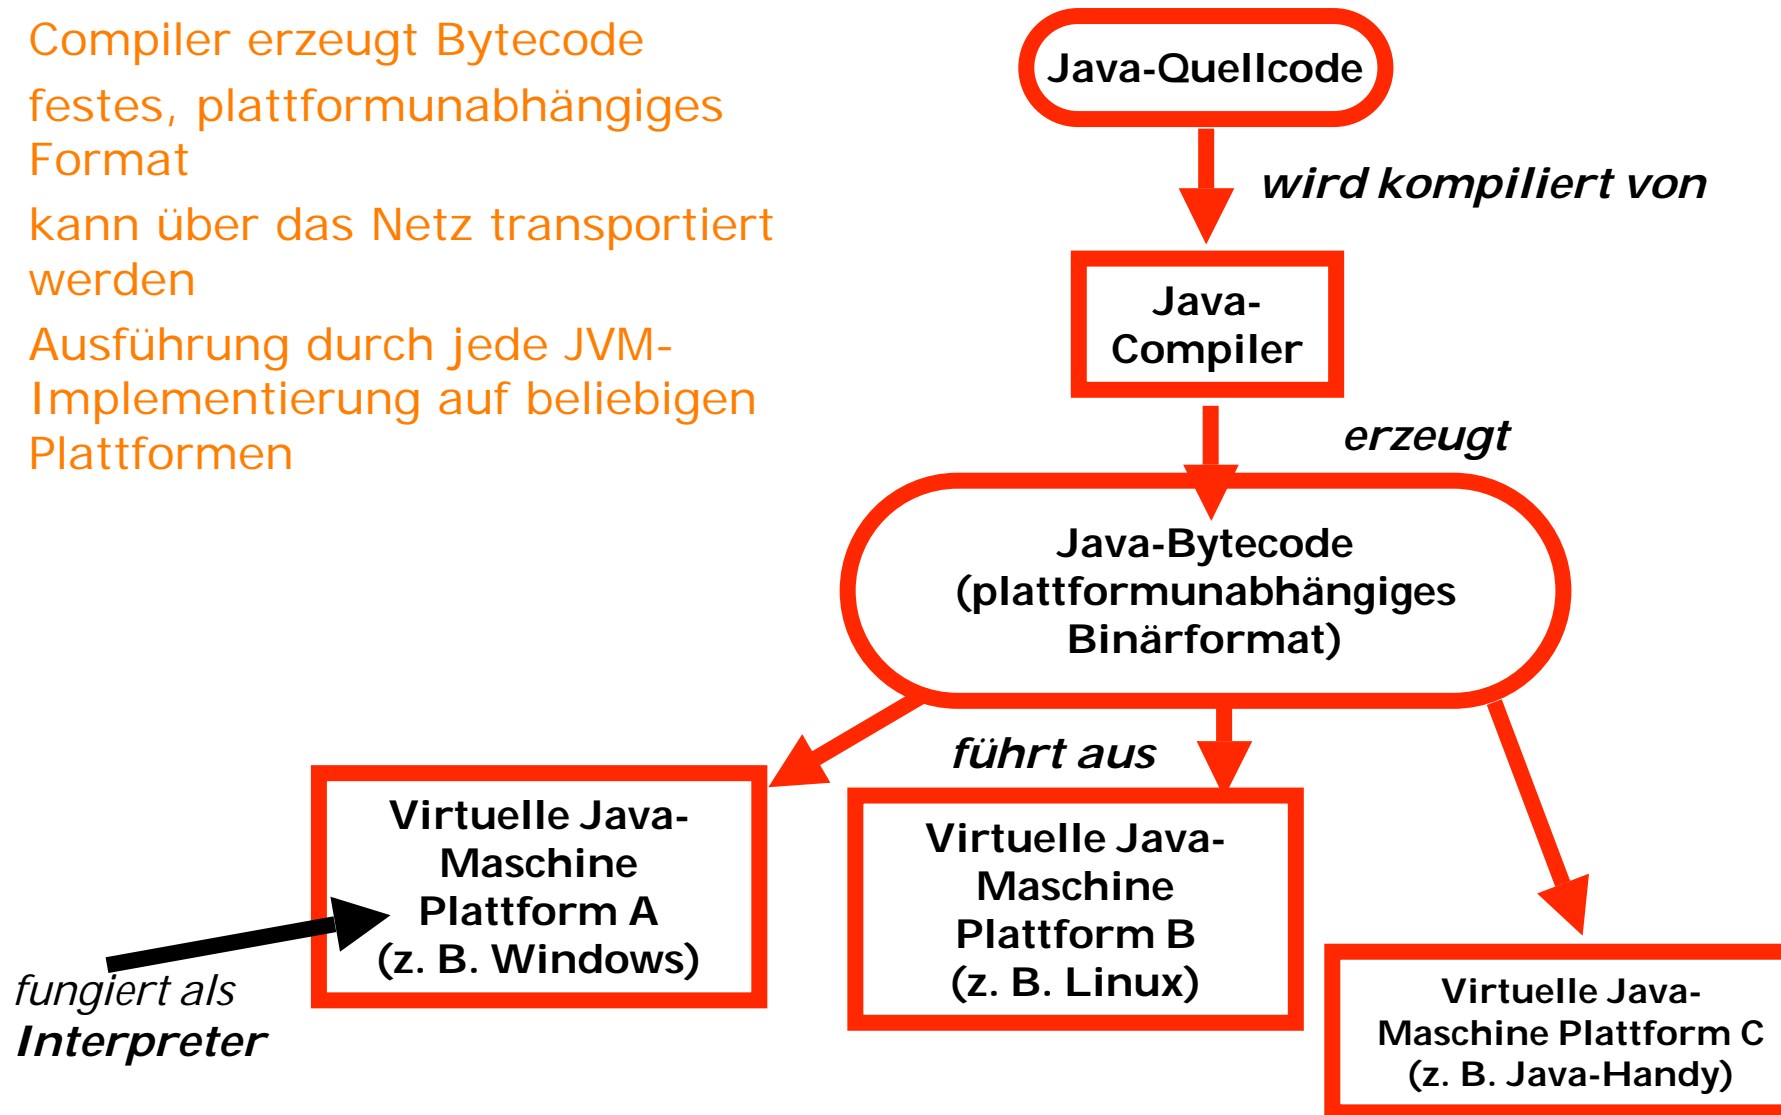 Compiler erzeugt Bytecode
festes, plattformunabhängiges
Format
kann über das Netz transportiert
werden
Ausführung durch jede JVM-
Implementierung auf beliebigen
Plattformen
Java-Quellcode
wird kompiliert von
Java-
Compiler
erzeugt
Java-Bytecode
(plattformunabhängiges
Binärformat)
führt aus
Virtuelle Java-
Maschine
Plattform A
(z. B. Windows)
Virtuelle Java-
Maschine
Plattform B
(z. B. Linux)
Virtuelle Java-
Maschine Plattform C
(z. B. Java-Handy)
fungiert als
Interpreter